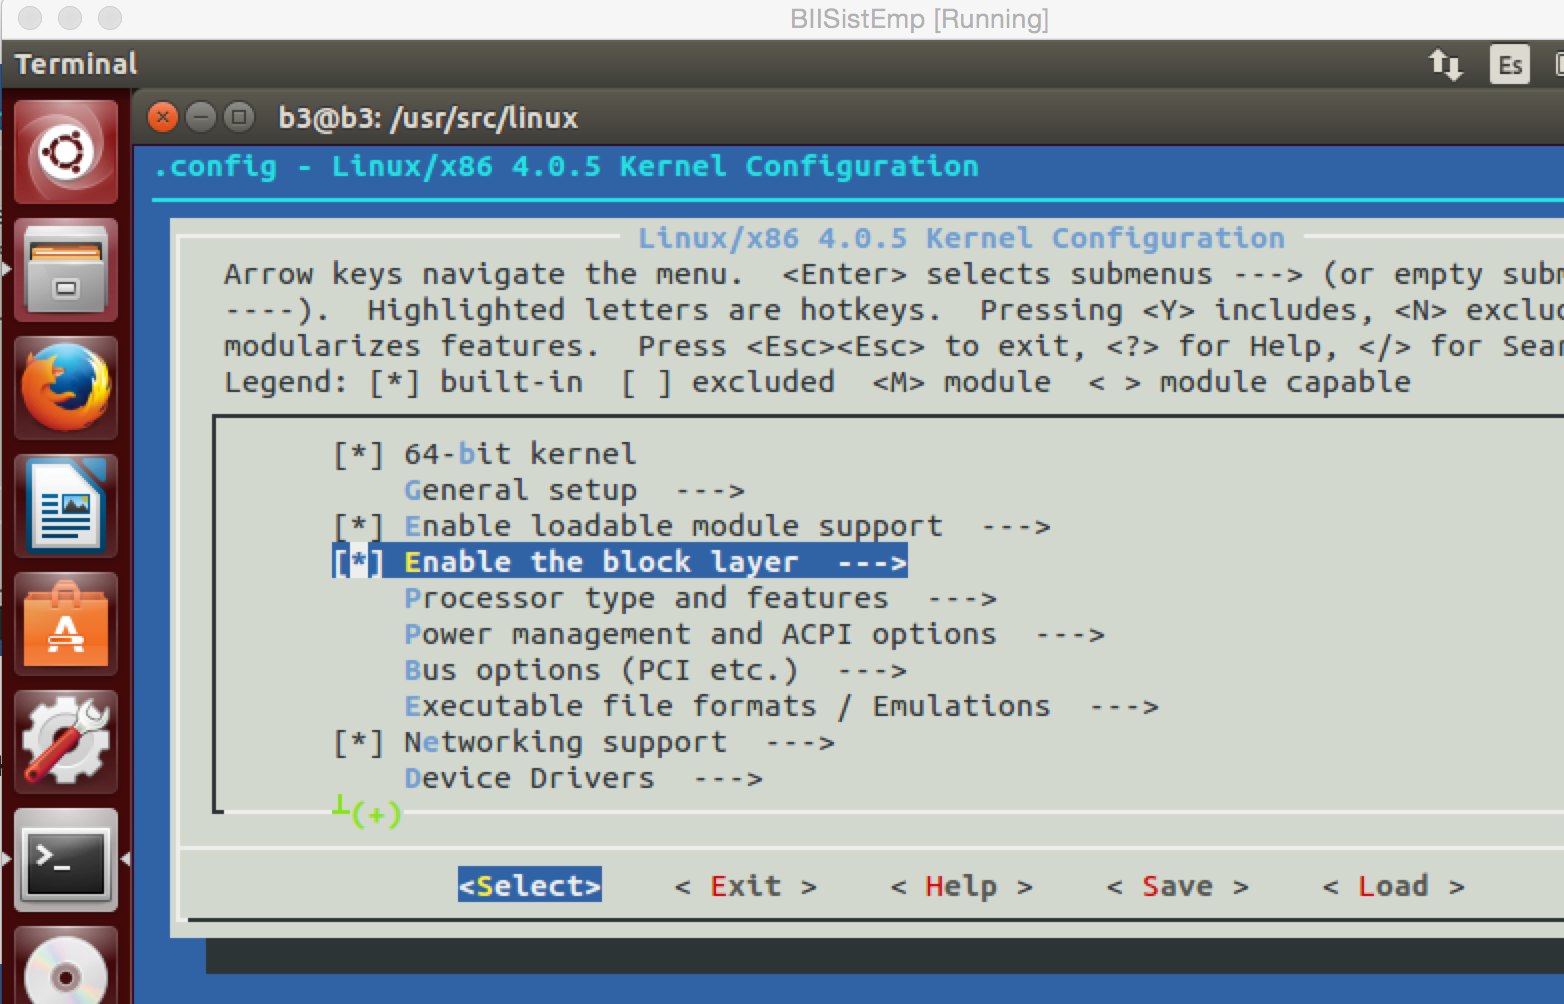 BIISistEmp [Running]
Terminal
Es
b3@b3: /usr/src/linux
.config - Linux/x86 4.0.5 Kernel Configuration
Linux/x86 4.0.5 Kernel Configuration
Arrow keys navigate the menu.  <Enter> selects submenus ---> (or empty subm
----).  Highlighted letters are hotkeys.  Pressing <Y> includes, <N> exclud
modularizes features.  Press <Esc><Esc> to exit, <?> for Help, </> for Sear
Legend: [*] built-in  [ ] excluded  <M> module  < > module capable
[*] 64-bit kernel
General setup  --->
[*] Enable loadable module support  --->
[*] Enable the block layer  --->
Processor type and features  --->
Power management and ACPI options  --->
Bus options (PCI etc.)  --->
Executable file formats / Emulations  --->
[*] Networking support  --->
Device Drivers  --->
┴(+)
<Select>    < Exit >    < Help >    < Save >    < Load >